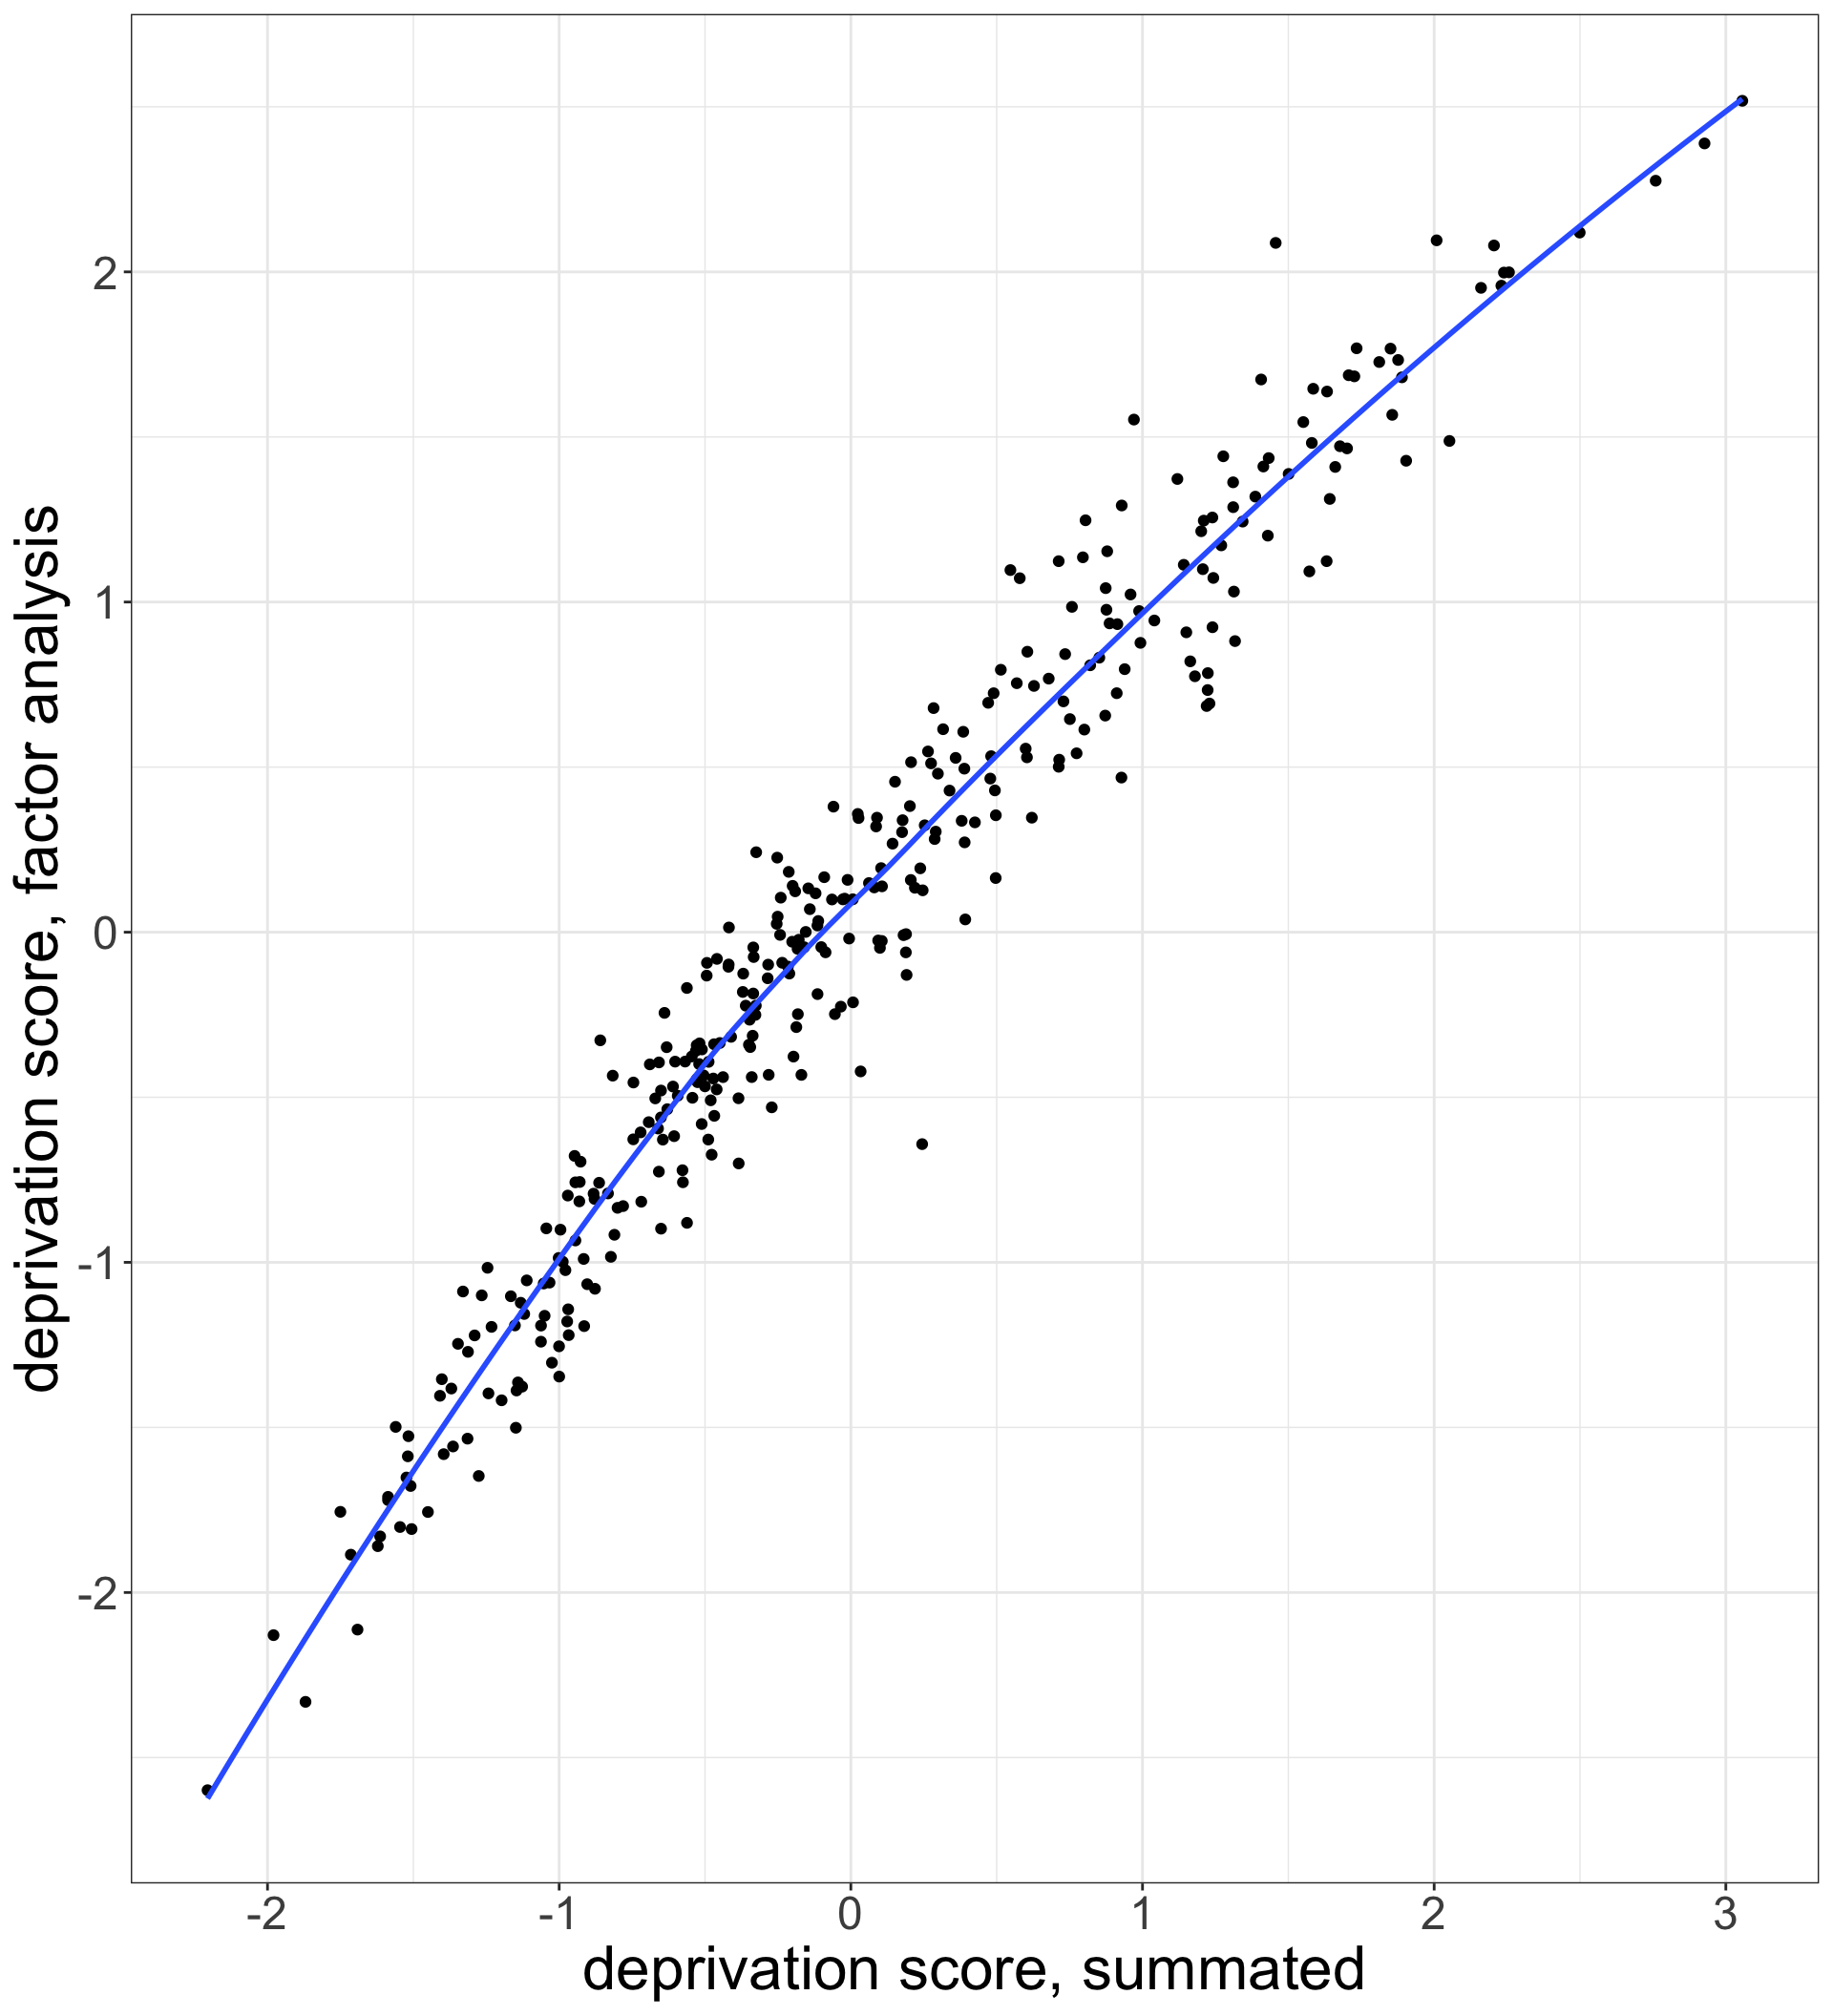 deprivation score, factor analysis
2
1
0
-1
-2
-2 -1 0 1 2 3
deprivation score, summated